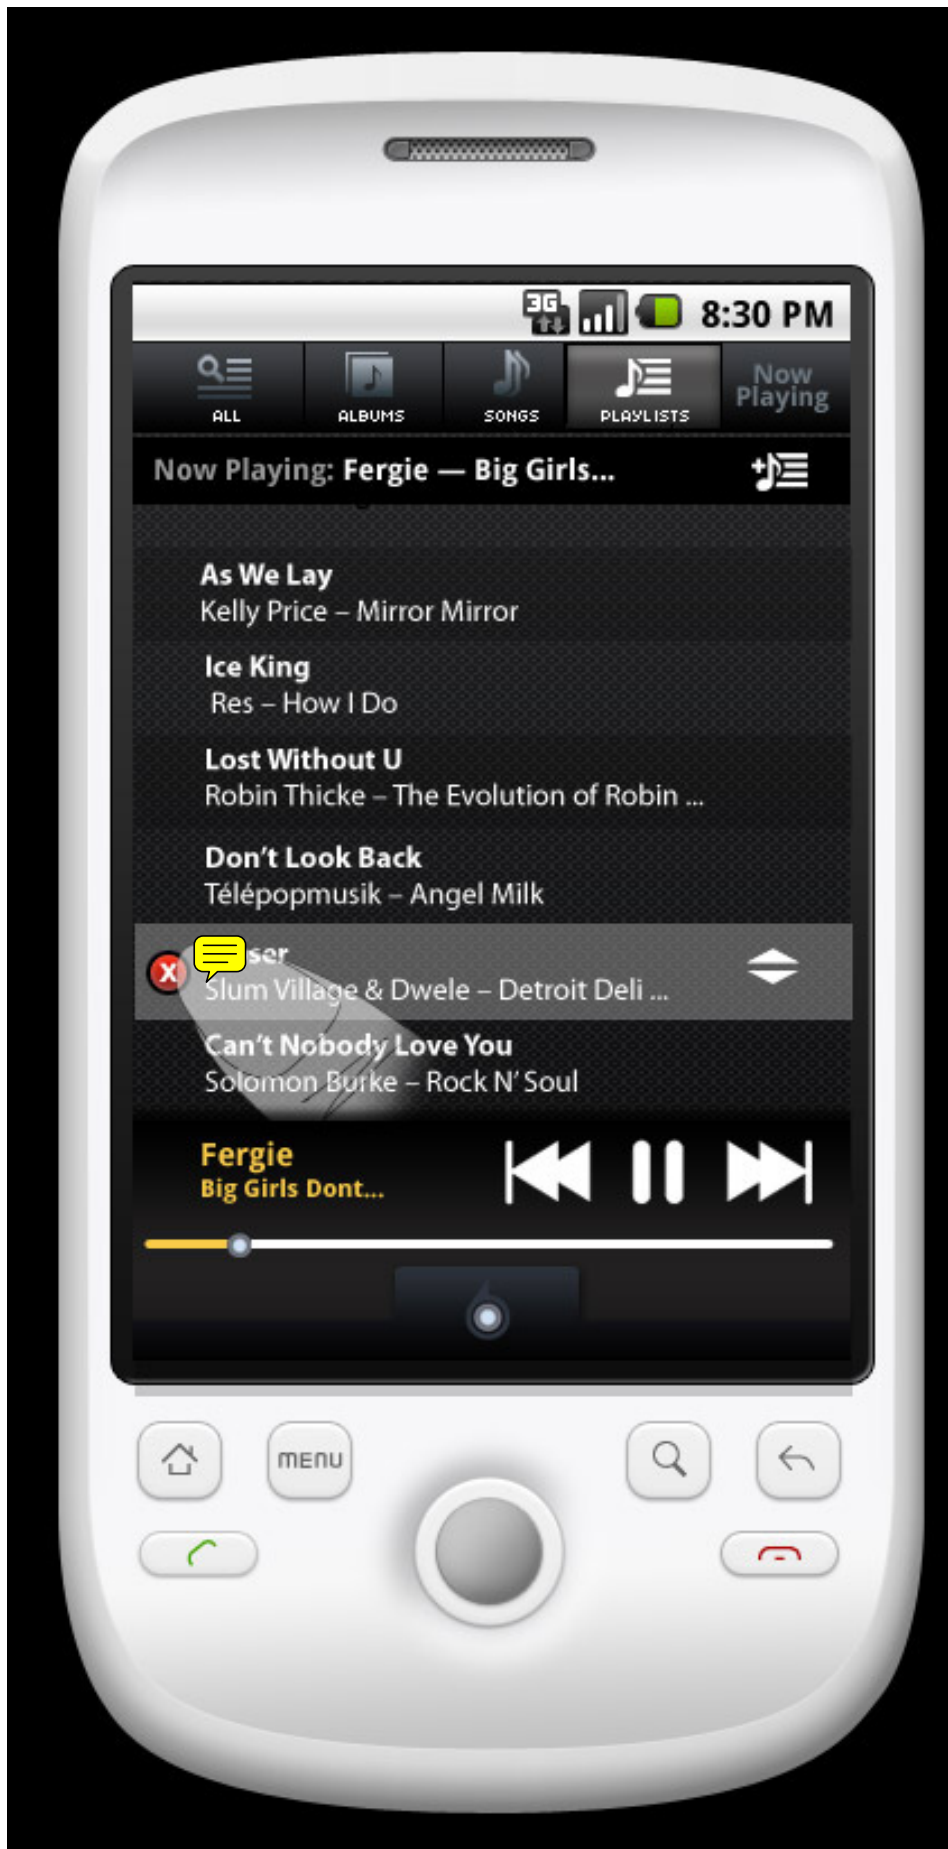 3G 8:30 PM
ALL ALBUMS SONGS PLAYLISTS Now Playing
Now Playing: Fergie — Big Girls...
As We Lay
Kelly Price – Mirror Mirror
Ice King
Res – How I Do
Lost Without U
Robin Thicke – The Evolution of Robin ...
Don't Look Back
Télépopmusik – Angel Milk
X
Slum Village & Dwele – Detroit Deli ...
Can't Nobody Love You
Solomon Burke – Rock N' Soul
Fergie
Big Girls Dont...
MENU